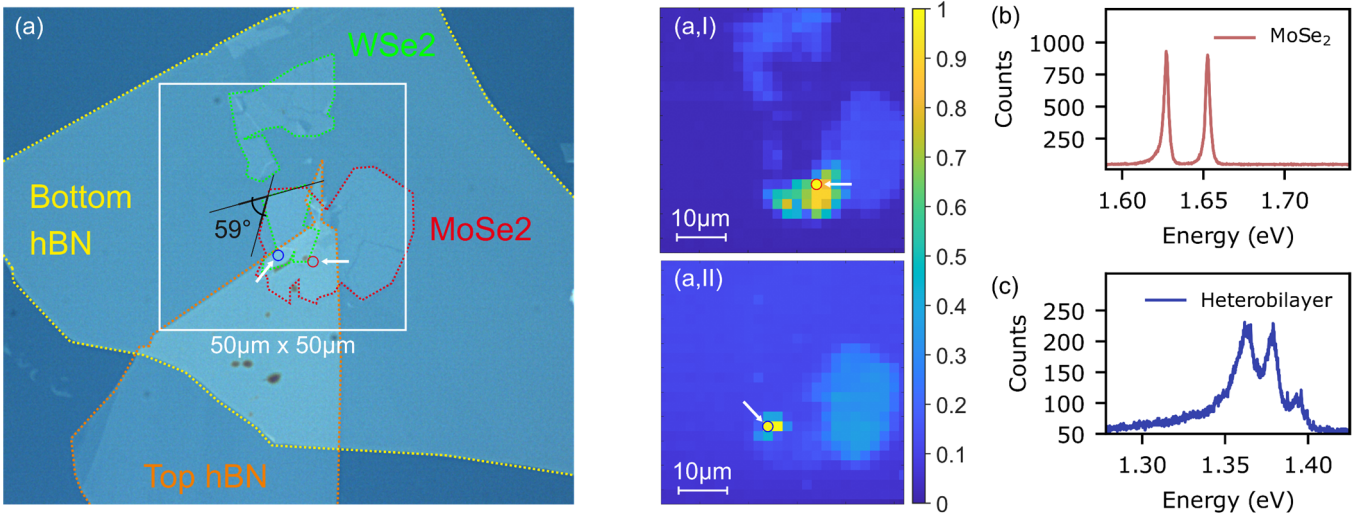 (a)
WSe2
Bottom
hBN
59°
MoSe2
50μm x 50μm
Top hBN
(a,I)
10μm
(a,II)
10μm
1
0.9
0.8
0.7
0.6
0.5
0.4
0.3
0.2
0.1
0
(b)
MoSe₂
Counts
1000
750
500
250
1.60 1.65 1.70
Energy (eV)
(c)
Heterobilayer
Counts
250
200
150
100
50
1.30 1.35 1.40
Energy (eV)